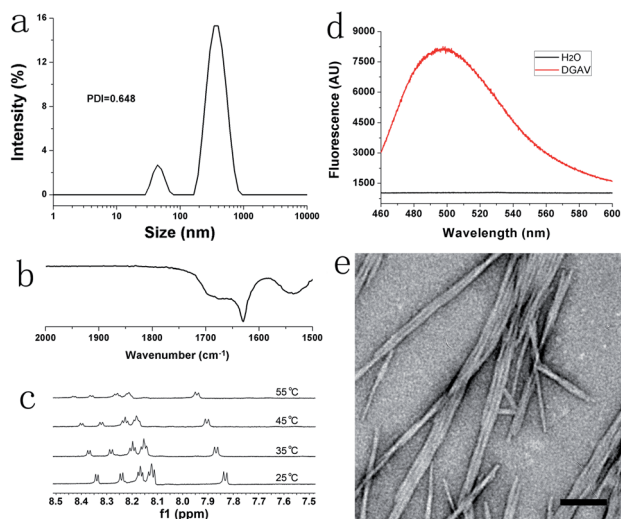 a
16
12
8
4
0
Intensity (%)
PDI=0.648
1 10 100 1000 10000
Size (nm)
b
2000 1900 1800 1700 1600 1500
Wavenumber (cm⁻¹)
c
55℃
45℃
35℃
25℃
8.5 8.4 8.3 8.2 8.1 8.0 7.9 7.8 7.7 7.6 7.5
f1 (ppm)
d
9000
7500
6000
4500
3000
1500
Fluorescence (AU)
H2O
DGAV
460 480 500 520 540 560 580 600
Wavelength (nm)
e